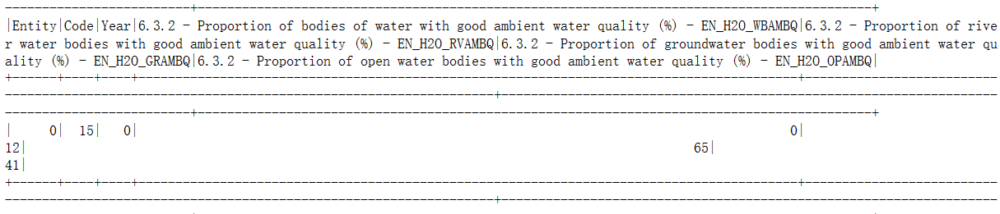 |Entity|Code|Year|6.3.2 - Proportion of bodies of water with good ambient water quality (%) - EN_H2O_WBAMBQ|6.3.2 - Proportion of rive
r water bodies with good ambient water quality (%) - EN_H2O_RVAMBQ|6.3.2 - Proportion of groundwater bodies with good ambient water qu
ality (%) - EN_H2O_GRAMBQ|6.3.2 - Proportion of open water bodies with good ambient water quality (%) - EN_H2O_OPAMBQ|
| 0| 15| 0| 0|
12| 65|
41|